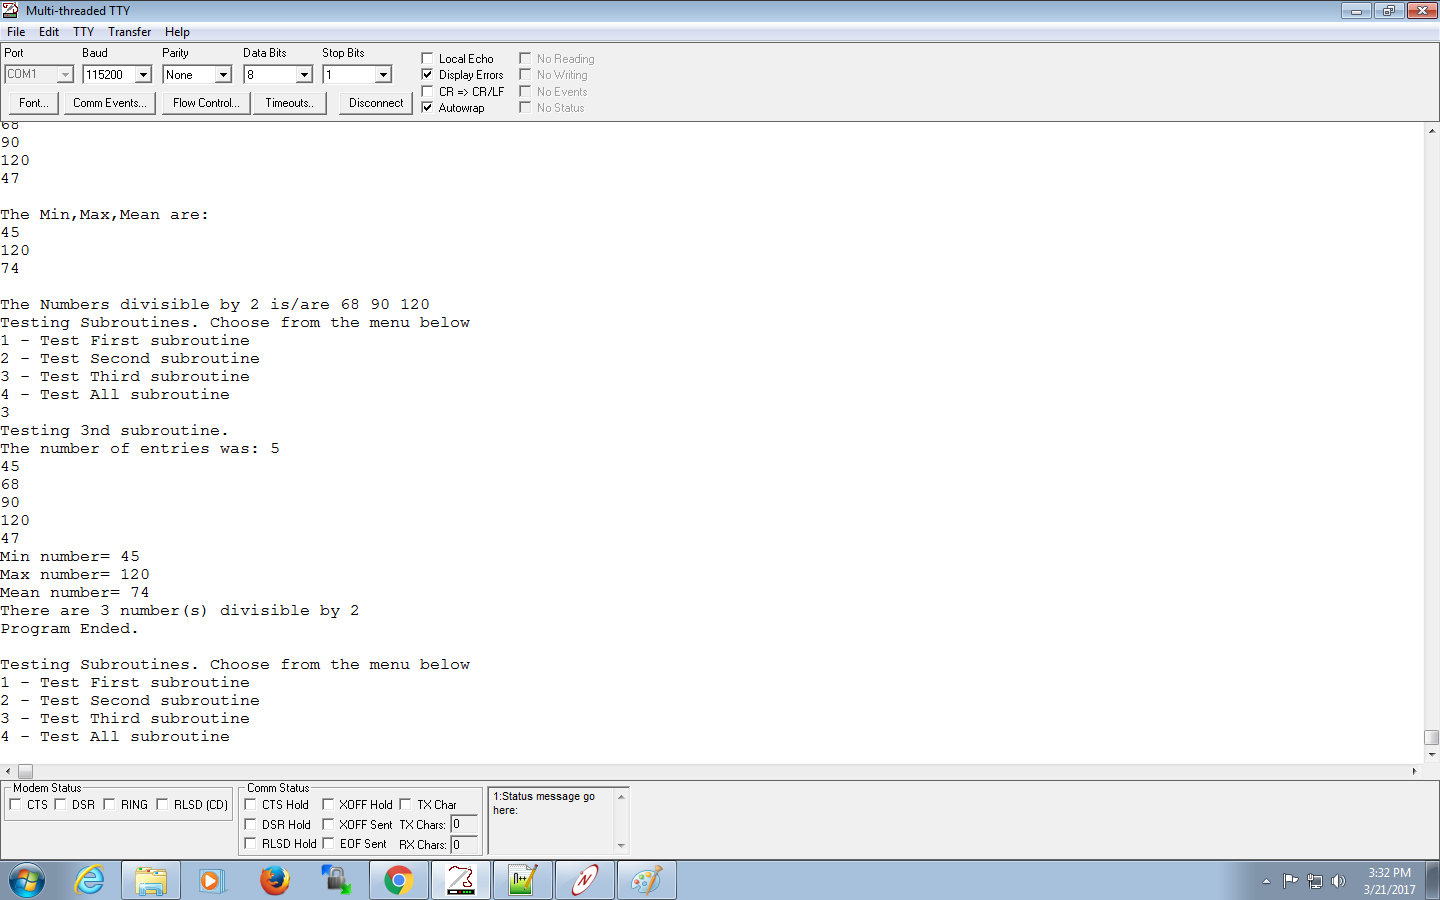 Multi-threaded TTY
File Edit TTY Transfer Help
Port Baud Parity Data Bits Stop Bits
COM1 115200 None 8 1
Font... Comm Events... Flow Control... Timeouts.. Disconnect
Local Echo No Reading
Display Errors No Writing
CR => CR/LF No Events
Autowrap No Status
68
90
120
47
The Min,Max,Mean are:
45
120
74
The Numbers divisible by 2 is/are 68 90 120
Testing Subroutines. Choose from the menu below
1 - Test First subroutine
2 - Test Second subroutine
3 - Test Third subroutine
4 - Test All subroutine
3
Testing 3nd subroutine.
The number of entries was: 5
45
68
90
120
47
Min number= 45
Max number= 120
Mean number= 74
There are 3 number(s) divisible by 2
Program Ended.
Testing Subroutines. Choose from the menu below
1 - Test First subroutine
2 - Test Second subroutine
3 - Test Third subroutine
4 - Test All subroutine
Modem Status
CTS DSR RING RLSD (CD)
Comm Status
CTS Hold XOFF Hold TX Char
DSR Hold XOFF Sent TX Chars: 0
RLSD Hold EOF Sent RX Chars: 0
1:Status message go
here:
3:32 PM
3/21/2017